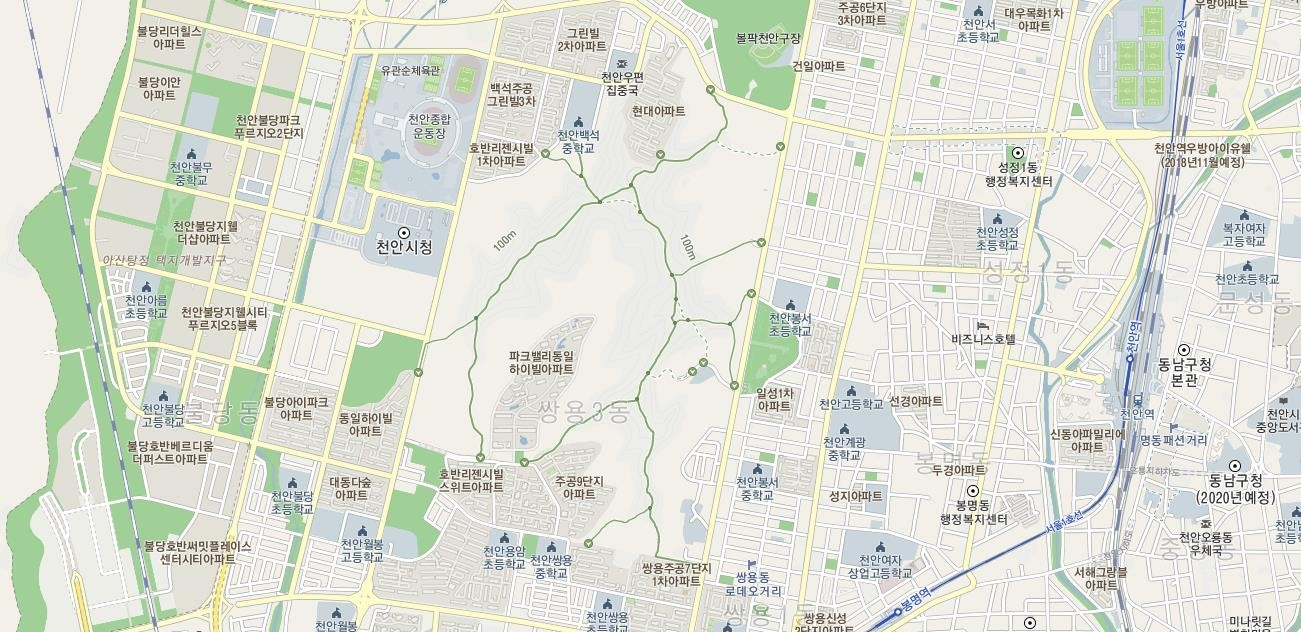 불당리더힐스
아파트
그린빌
2차아파트
볼팍천안구장
주공6단지
3차아파트
천안서
초등학교
대우목화1차
아파트
우방아파트
서울1호선
불당이안
아파트
유관순체육관
천안우편
집중국
건일아파트
백석주공
그린빌3차
현대아파트
천안불당파크
푸르지오2단지
천안종합
운동장
천안백석
중학교
호반리젠시빌
1차아파트
천안불무
중학교
성정1동
행정복지센터
천안역우방아이유쉘
(2018년11월예정)
천안불당지웰
더샵아파트
천안시청
100m
100m
천안성정
초등학교
복자여자
고등학교
아산탕정 택지개발지구
성정1동
천안초등학교
문성동
천안아름
초등학교
천안불당지웰시티
푸르지오5블록
천안봉서
초등학교
비즈니스호텔
천안역
동남구청
본관
파크밸리동일
하이빌아파트
쌍용3동
일성1차
아파트
천안고등학교
선경아파트
천안역
천안시
중앙도서
천안불당
고등학교
불당동
불당아이파크
아파트
동일하이빌
아파트
천안계광
중학교
신동아파밀리에
아파트
명동 패션거리
불당호반베르디움
더퍼스트아파트
봉명동
두경아파트
호반리젠시빌
스위트아파트
주공9단지
아파트
천안봉서
중학교
성지아파트
봉명동
행정복지센터
동남구청
(2020년예정)
천안불당
중학교
대동다숲
아파트
서울1호선
천안월봉
고등학교
천안용암
초등학교
천안쌍용
중학교
불당호반써밋플레이스
센터시티아파트
천안여자
상업고등학교
천안오룡동
우체국
쌍용주공7단지
1차아파트
쌍용동
로데오거리
서해그랑블
아파트
봉명역
천안월봉
천안쌍용
초등학교
쌍용신성
2단지아파트
미나릿길